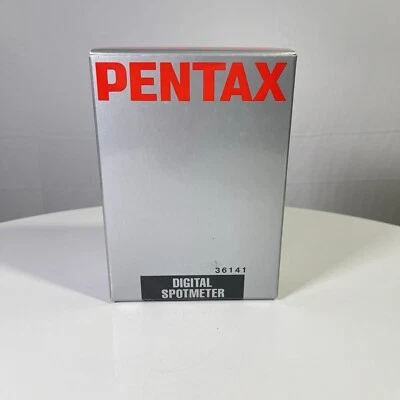 PENTAX
36141
DIGITAL
SPOTMETER